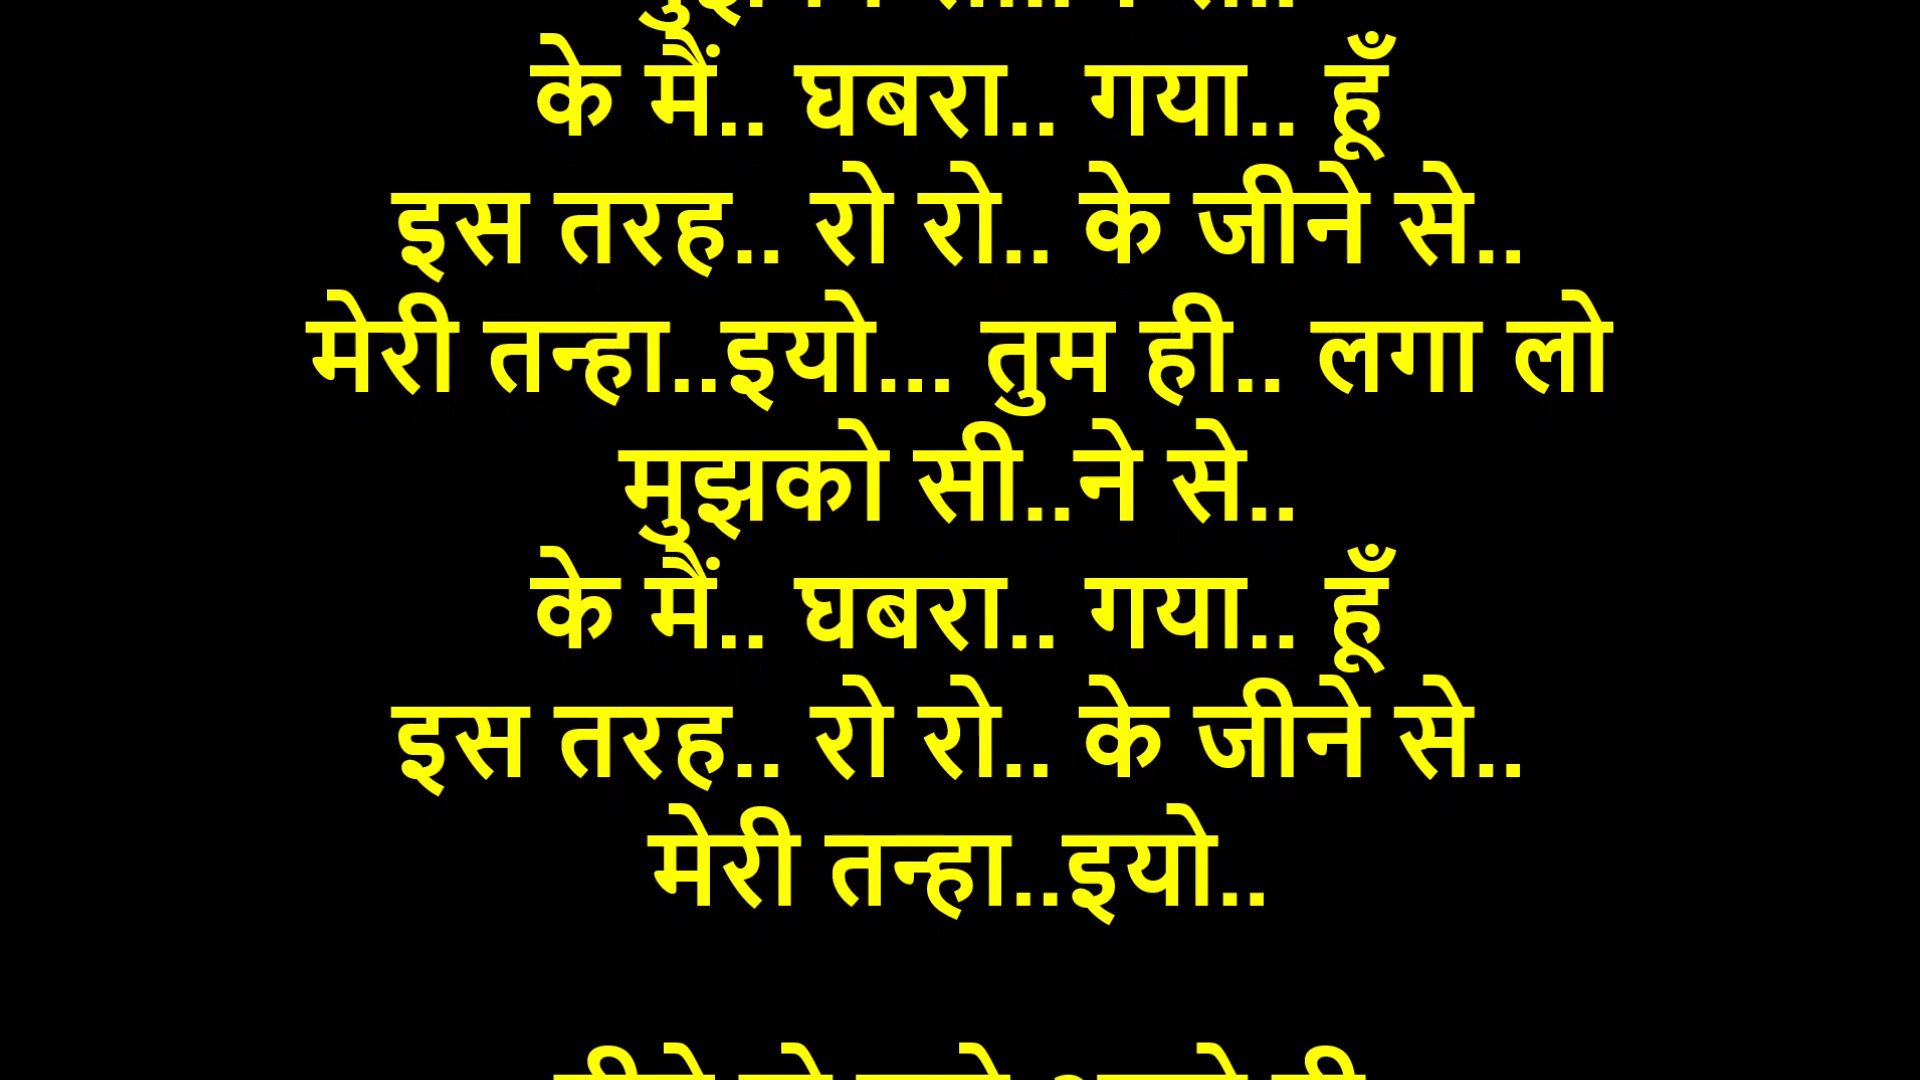 के मैं.. घबरा.. गया.. हूँ
इस तरह.. रो रो.. के जीने से..
मेरी तन्हा..इयो... तुम ही.. लगा लो
मुझको सी..ने से..
के मैं.. घबरा.. गया.. हूँ
इस तरह.. रो रो.. के जीने से..
मेरी तन्हा..इयो..